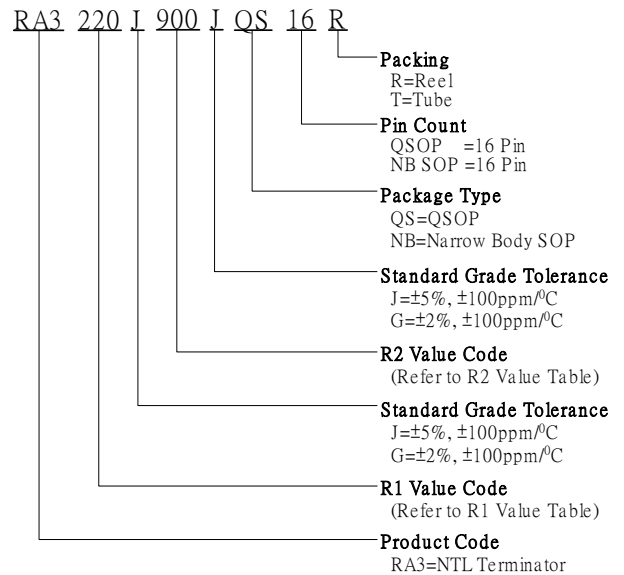 RA3 220 J 900 J QS 16 R
Packing
R=Reel
T=Tube
Pin Count
QSOP =16 Pin
NB SOP =16 Pin
Package Type
QS=QSOP
NB=Narrow Body SOP
Standard Grade Tolerance
J=±5%, ±100ppm/⁰C
G=±2%, ±100ppm/⁰C
R2 Value Code
(Refer to R2 Value Table)
Standard Grade Tolerance
J=±5%, ±100ppm/⁰C
G=±2%, ±100ppm/⁰C
R1 Value Code
(Refer to R1 Value Table)
Product Code
RA3=NTL Terminator